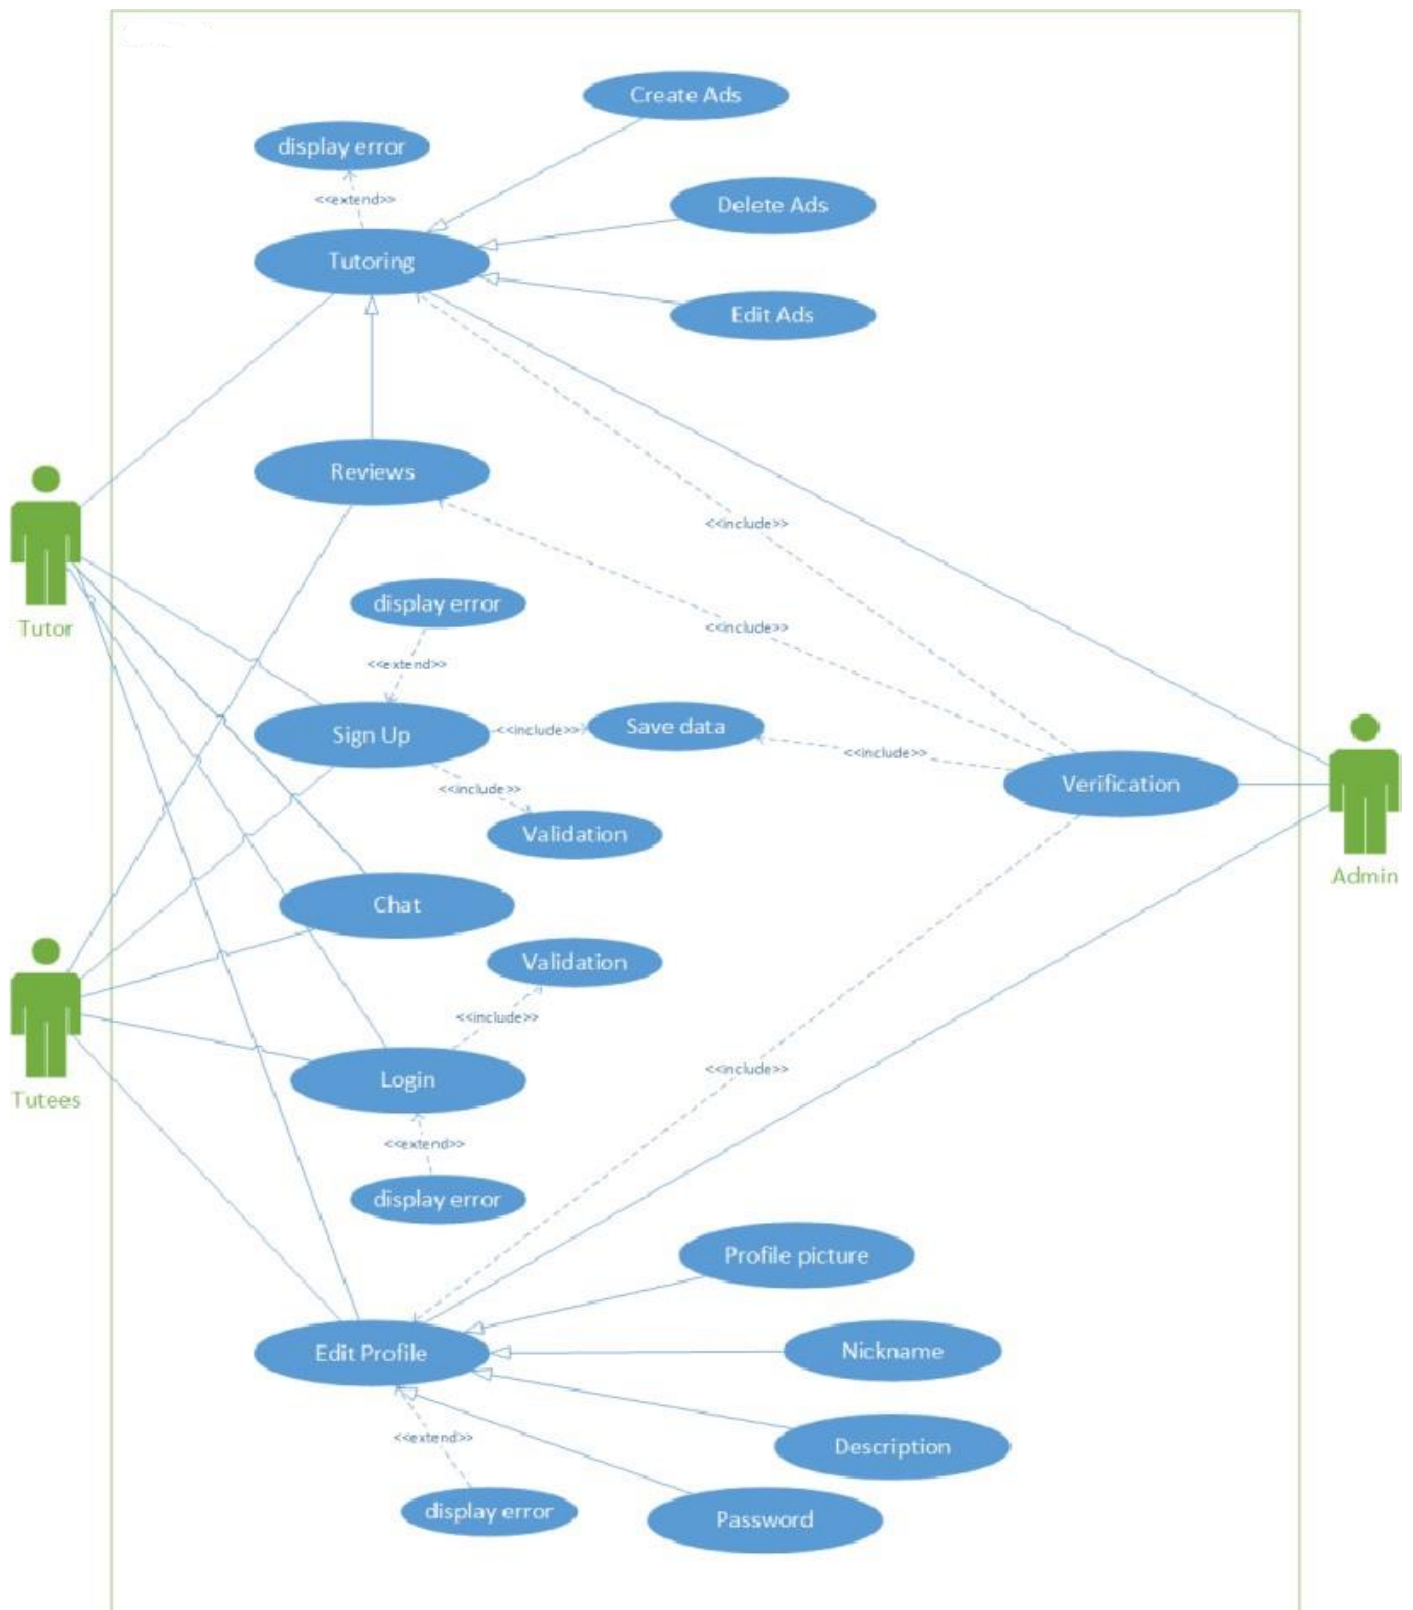 Create Ads
display error
<<extend>>
Delete Ads
Tutoring
Edit Ads
Reviews
<<include>>
Tutor
display error
<<include>>
<<extend>>
Sign Up
<<include>>
Save data
<<include>>
Verification
<<include>>
Validation
Admin
Chat
Validation
<<include>>
Login
<<include>>
Tutees
<<extend>>
display error
Profile picture
Edit Profile
Nickname
<<extend>>
Description
display error
Password